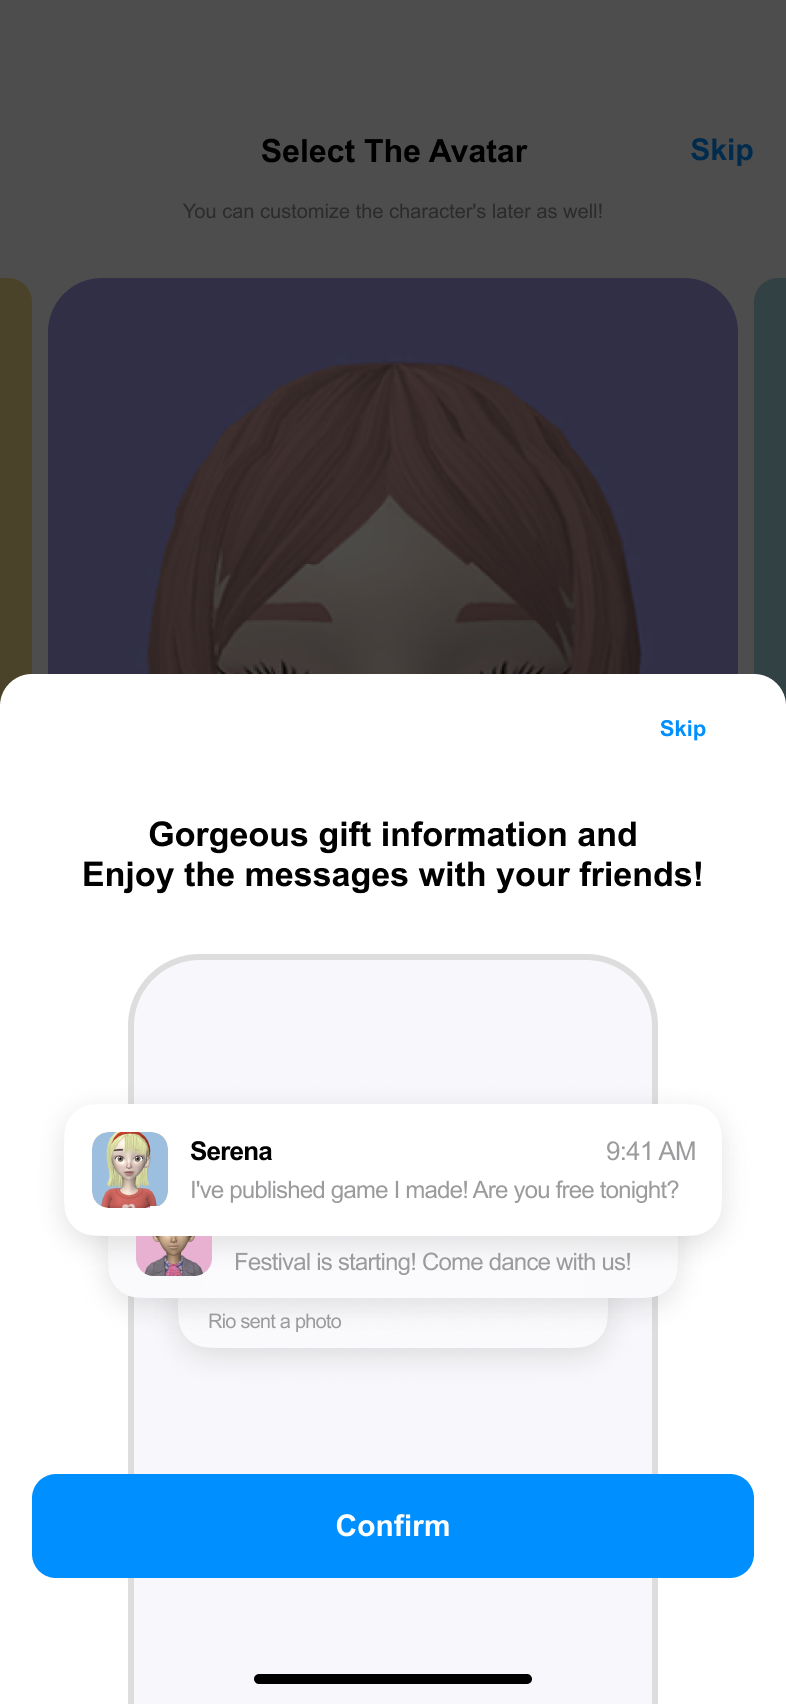 Select The Avatar
Skip
You can customize the character's later as well!
Skip
Gorgeous gift information and
Enjoy the messages with your friends!
Serena
9:41 AM
I've published game I made! Are you free tonight?
Festival is starting! Come dance with us!
Rio sent a photo
Confirm